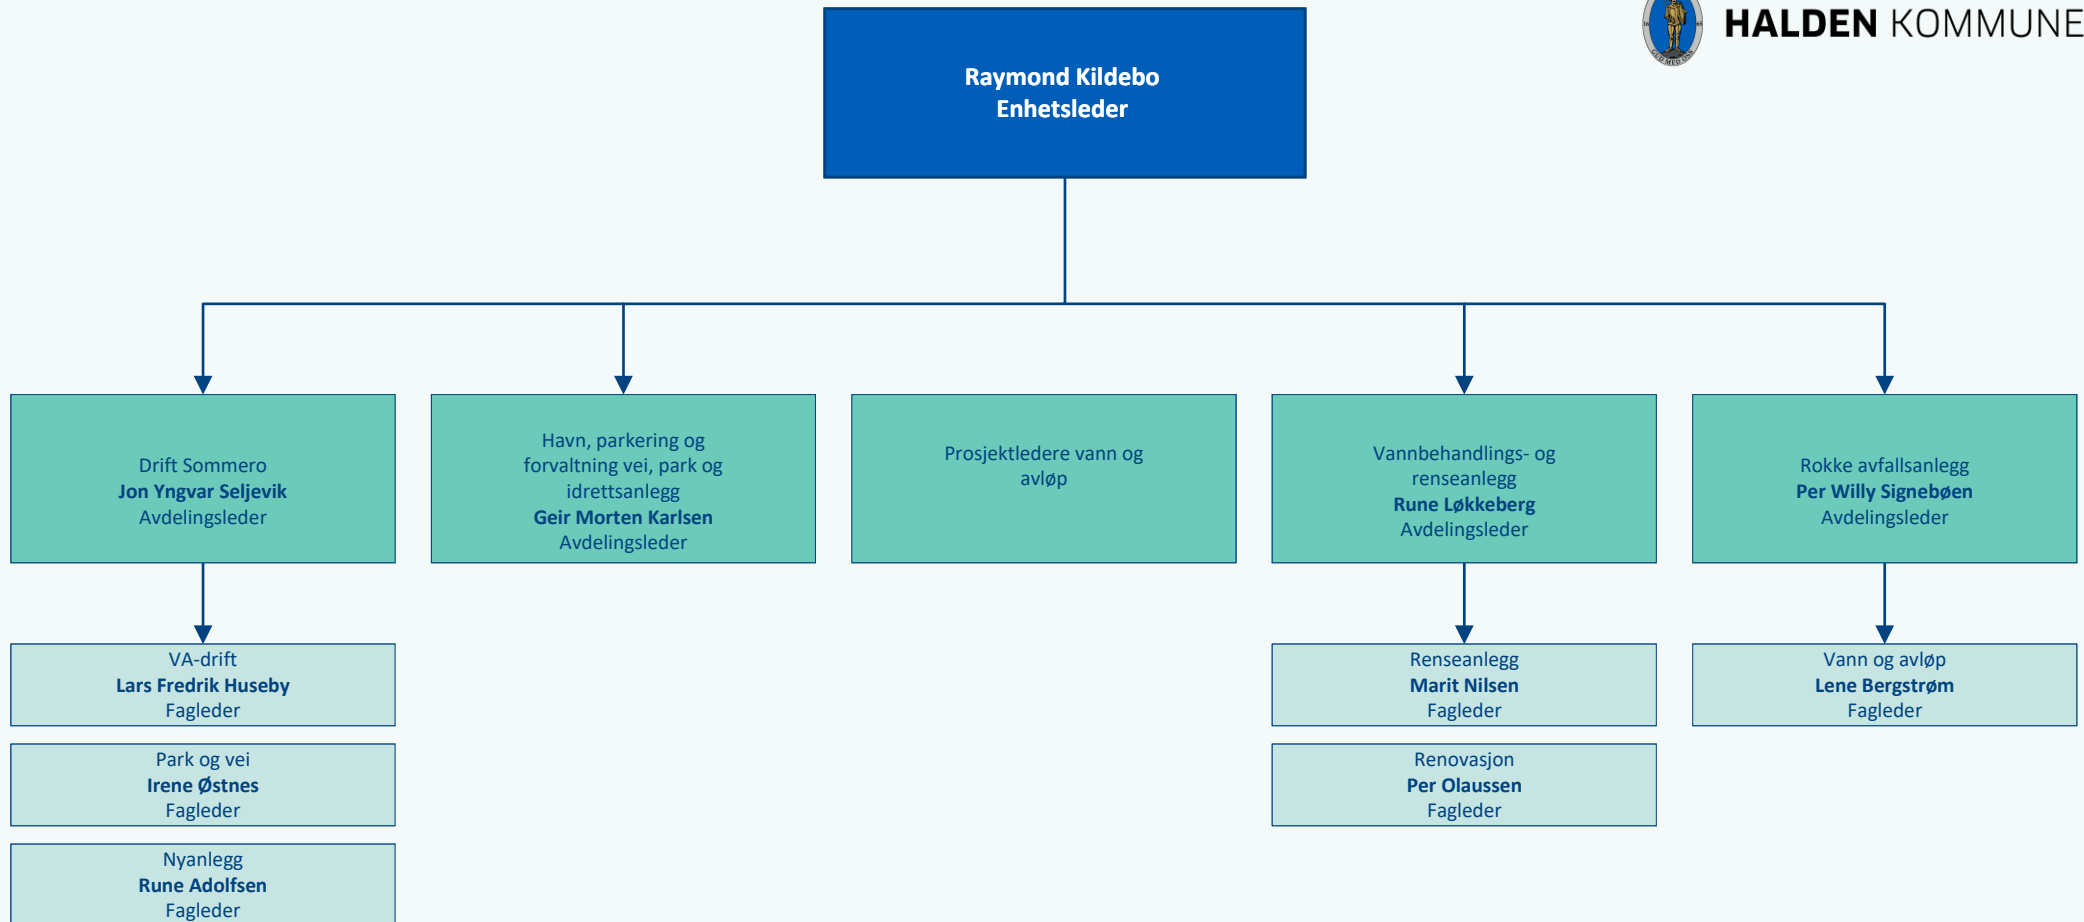 HALDEN KOMMUNE
Raymond Kildebo
Enhetsleder
Drift Sommero
Jon Yngvar Seljevik
Avdelingsleder
Havn, parkering og
forvaltning vei, park og
idrettsanlegg
Geir Morten Karlsen
Avdelingsleder
Prosjektledere vann og
avløp
Vannbehandlings- og
renseanlegg
Rune Løkkeberg
Avdelingsleder
Rokke avfallsanlegg
Per Willy Signebøen
Avdelingsleder
VA-drift
Lars Fredrik Huseby
Fagleder
Park og vei
Irene Østnes
Fagleder
Nyanlegg
Rune Adolfsen
Fagleder
Renseanlegg
Marit Nilsen
Fagleder
Renovasjon
Per Olaussen
Fagleder
Vann og avløp
Lene Bergstrøm
Fagleder